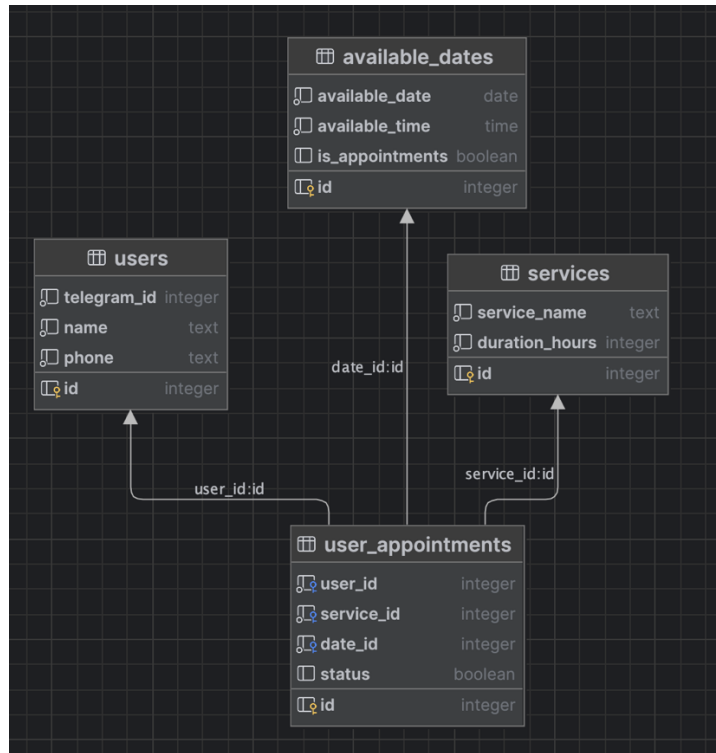 available_dates
available_date date
available_time time
is_appointments boolean
id integer
users
telegram_id integer
name text
phone text
id integer
services
service_name text
duration_hours integer
id integer
date_id:id
user_id:id
service_id:id
user_appointments
user_id integer
service_id integer
date_id integer
status boolean
id integer